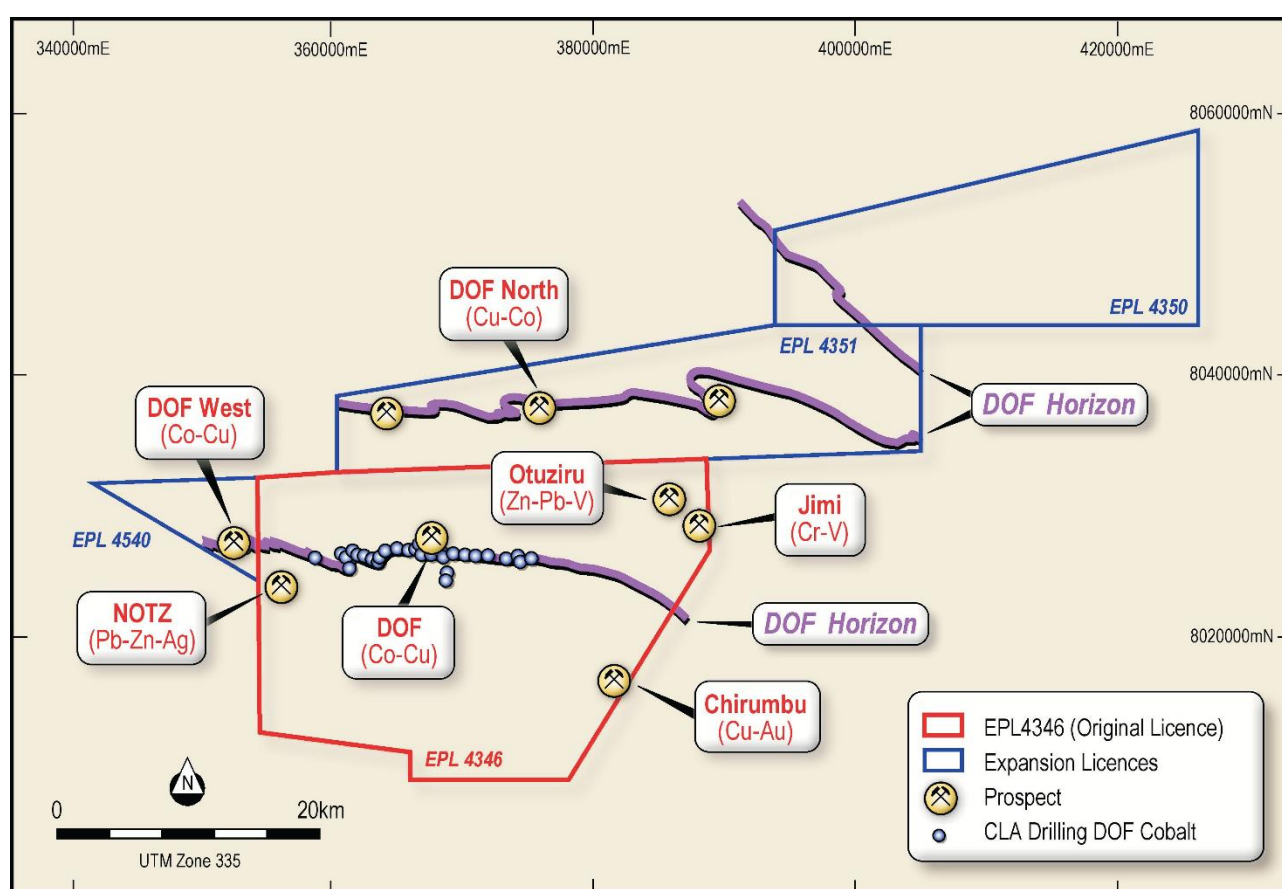 340000mE
360000mE
380000mE
400000mE
420000mE
8060000mN
DOF North
(Cu-Co)
EPL 4350
EPL 4351
8040000mN
DOF West
(Co-Cu)
DOF Horizon
Otuziru
(Zn-Pb-V)
Jimi
(Cr-V)
EPL 4540
NOTZ
(Pb-Zn-Ag)
DOF
(Co-Cu)
DOF Horizon
8020000mN
Chirumbu
(Cu-Au)
EPL 4346
EPL4346 (Original Licence)
Expansion Licences
Prospect
CLA Drilling DOF Cobalt
N
0
20km
UTM Zone 335